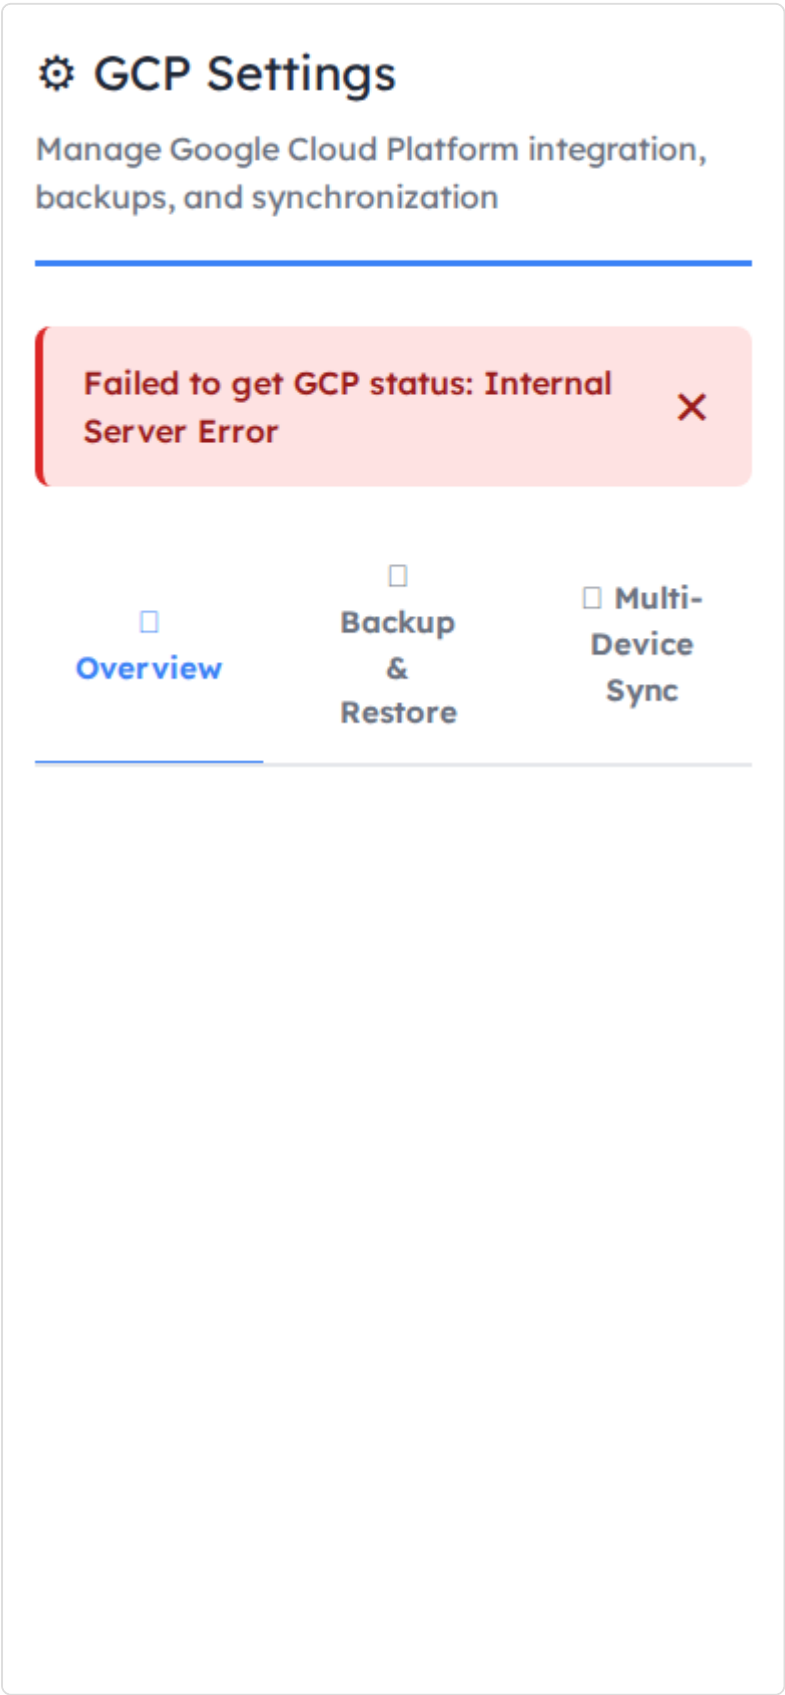 ⚙ GCP Settings
Manage Google Cloud Platform integration,
backups, and synchronization
Failed to get GCP status: Internal
Server Error
✕
Overview
Backup
&
Restore
Multi-
Device
Sync